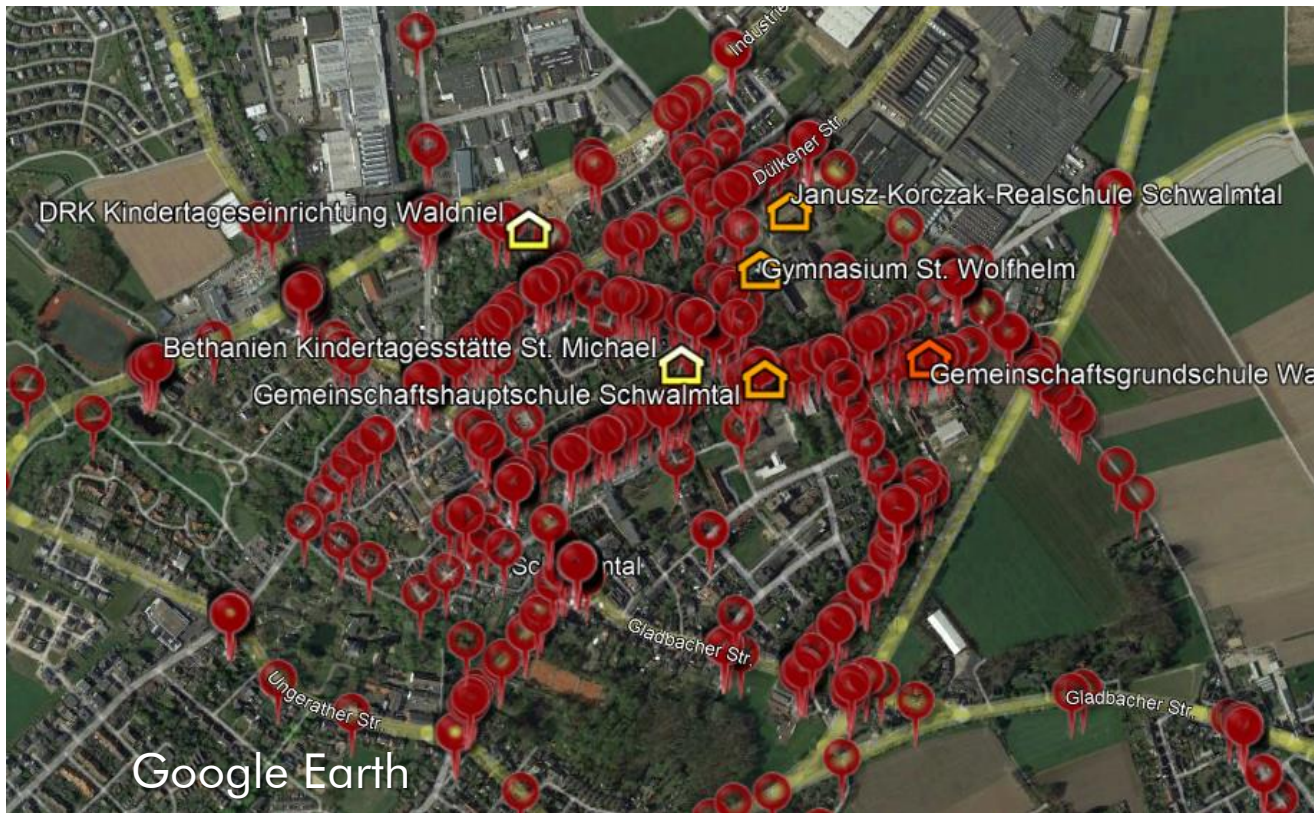 Industrie
Dülkener Str.
Janusz-Korczak-Realschule Schwalmtal
DRK Kindertageseinrichtung Waldniel
Gymnasium St. Wolfhelm
Bethanien Kindertagesstätte St. Michael
Gemeinschaftsgrundschule Wa
Gemeinschaftshauptschule Schwalmtal
Gladbacher Str.
Ungerather Str.
Gladbacher Str.
Google Earth